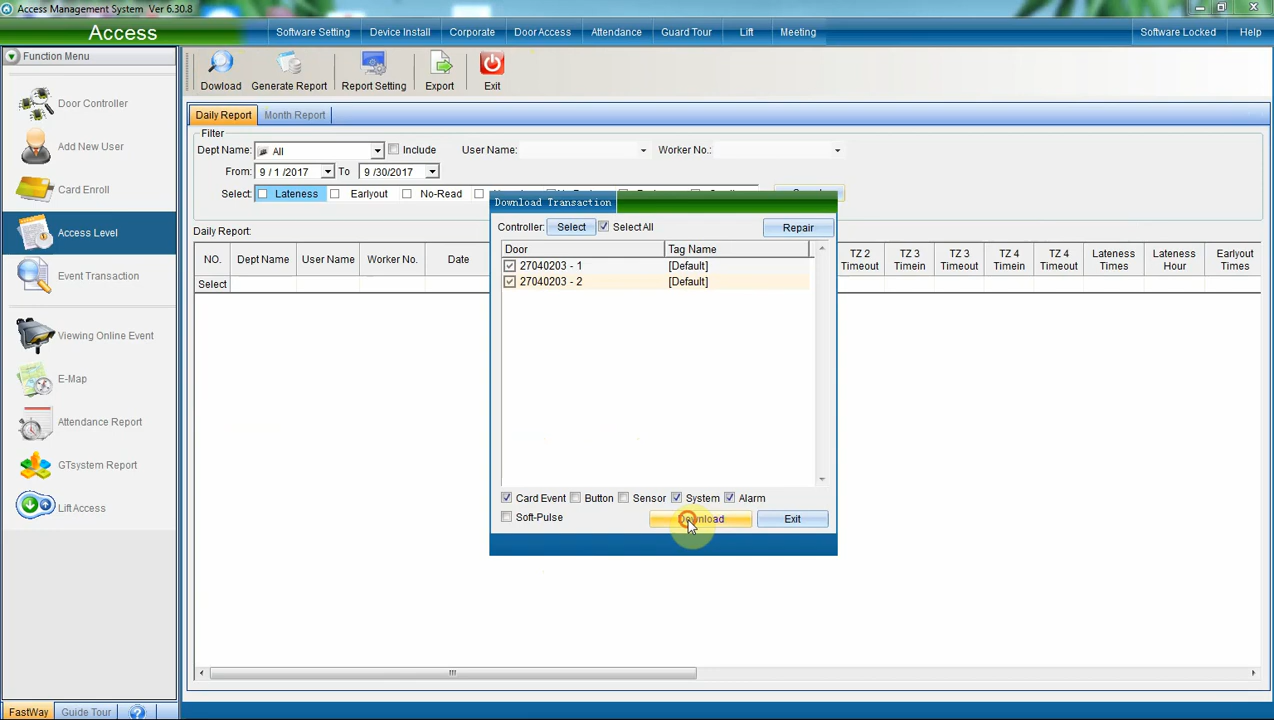 Access Management System Ver 6.30.8
Access
Software Setting
Device Install
Corporate
Door Access
Attendance
Guard Tour
Lift
Meeting
Software Locked
Help
Function Menu
Door Controller
Add New User
Card Enroll
Access Level
Event Transaction
Viewing Online Event
E-Map
Attendance Report
GTsystem Report
Lift Access
FastWay
Guide Tour
Dowload
Generate Report
Report Setting
Export
Exit
Daily Report
Month Report
Filter
Dept Name: All Include User Name: Worker No.:
From: 9 / 1 /2017 To 9 /30/2017
Select: Lateness Earlyout No-Read
Daily Report:
NO. Dept Name User Name Worker No. Date TZ 2 Timeout TZ 3 Timein TZ 3 Timeout TZ 4 Timein TZ 4 Timeout Lateness Times Lateness Hour Earlyout Times
Select
Download Transaction
Controller: Select Select All Repair
Door Tag Name
27040203 - 1 [Default]
27040203 - 2 [Default]
Card Event Button Sensor System Alarm
Soft-Pulse Download Exit